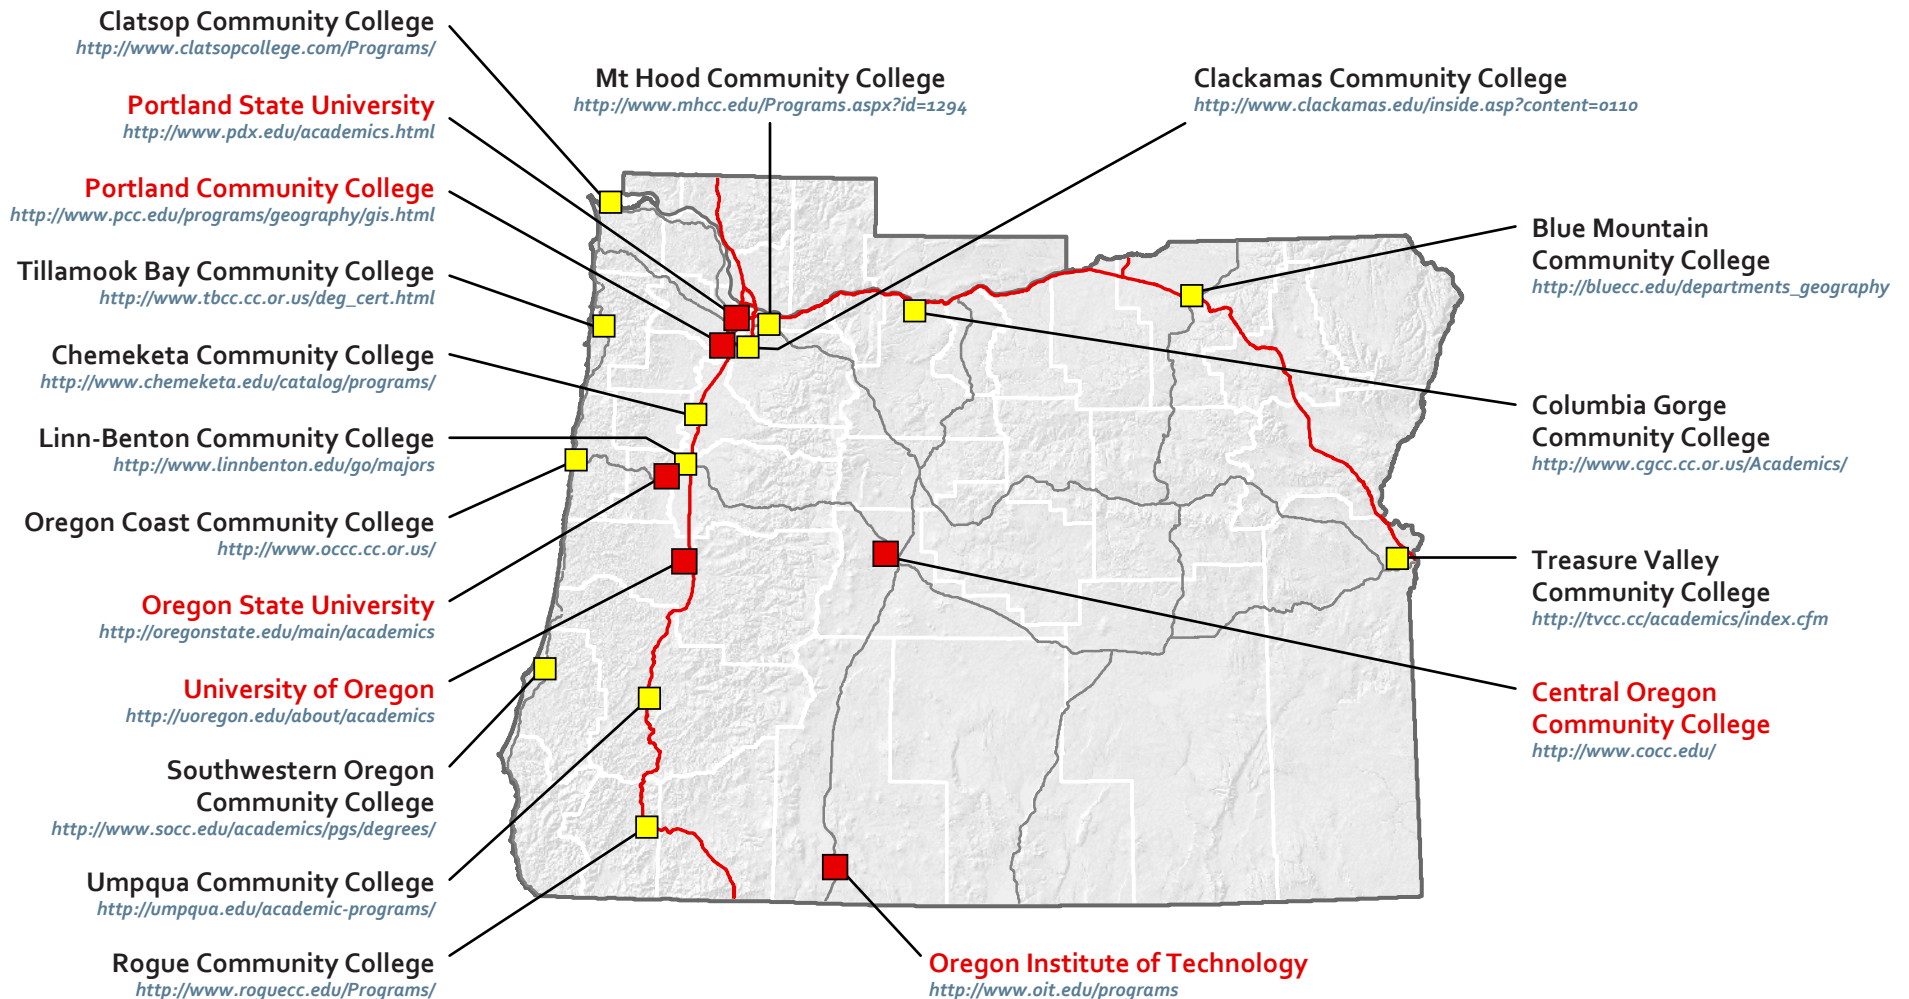 Clatsop Community College
http://www.clatsopcollege.com/Programs/
Portland State University
http://www.pdx.edu/academics.html
Portland Community College
http://www.pcc.edu/programs/geography/gis.html
Tillamook Bay Community College
http://www.tbcc.cc.or.us/deg_cert.html
Chemeketa Community College
http://www.chemeketa.edu/catalog/programs/
Linn-Benton Community College
http://www.linnbenton.edu/go/majors
Oregon Coast Community College
http://www.occc.cc.or.us/
Oregon State University
http://oregonstate.edu/main/academics
University of Oregon
http://uoregon.edu/about/academics
Southwestern Oregon
Community College
http://www.socc.edu/academics/pgs/degrees/
Umpqua Community College
http://umpqua.edu/academic-programs/
Rogue Community College
http://www.roguecc.edu/Programs/
Mt Hood Community College
http://www.mhcc.edu/Programs.aspx?id=1294
Clackamas Community College
http://www.clackamas.edu/inside.asp?content=0110
Blue Mountain
Community College
http://bluecc.edu/departments_geography
Columbia Gorge
Community College
http://www.cgcc.cc.or.us/Academics/
Treasure Valley
Community College
http://tvcc.cc/academics/index.cfm
Central Oregon
Community College
http://www.cocc.edu/
Oregon Institute of Technology
http://www.oit.edu/programs